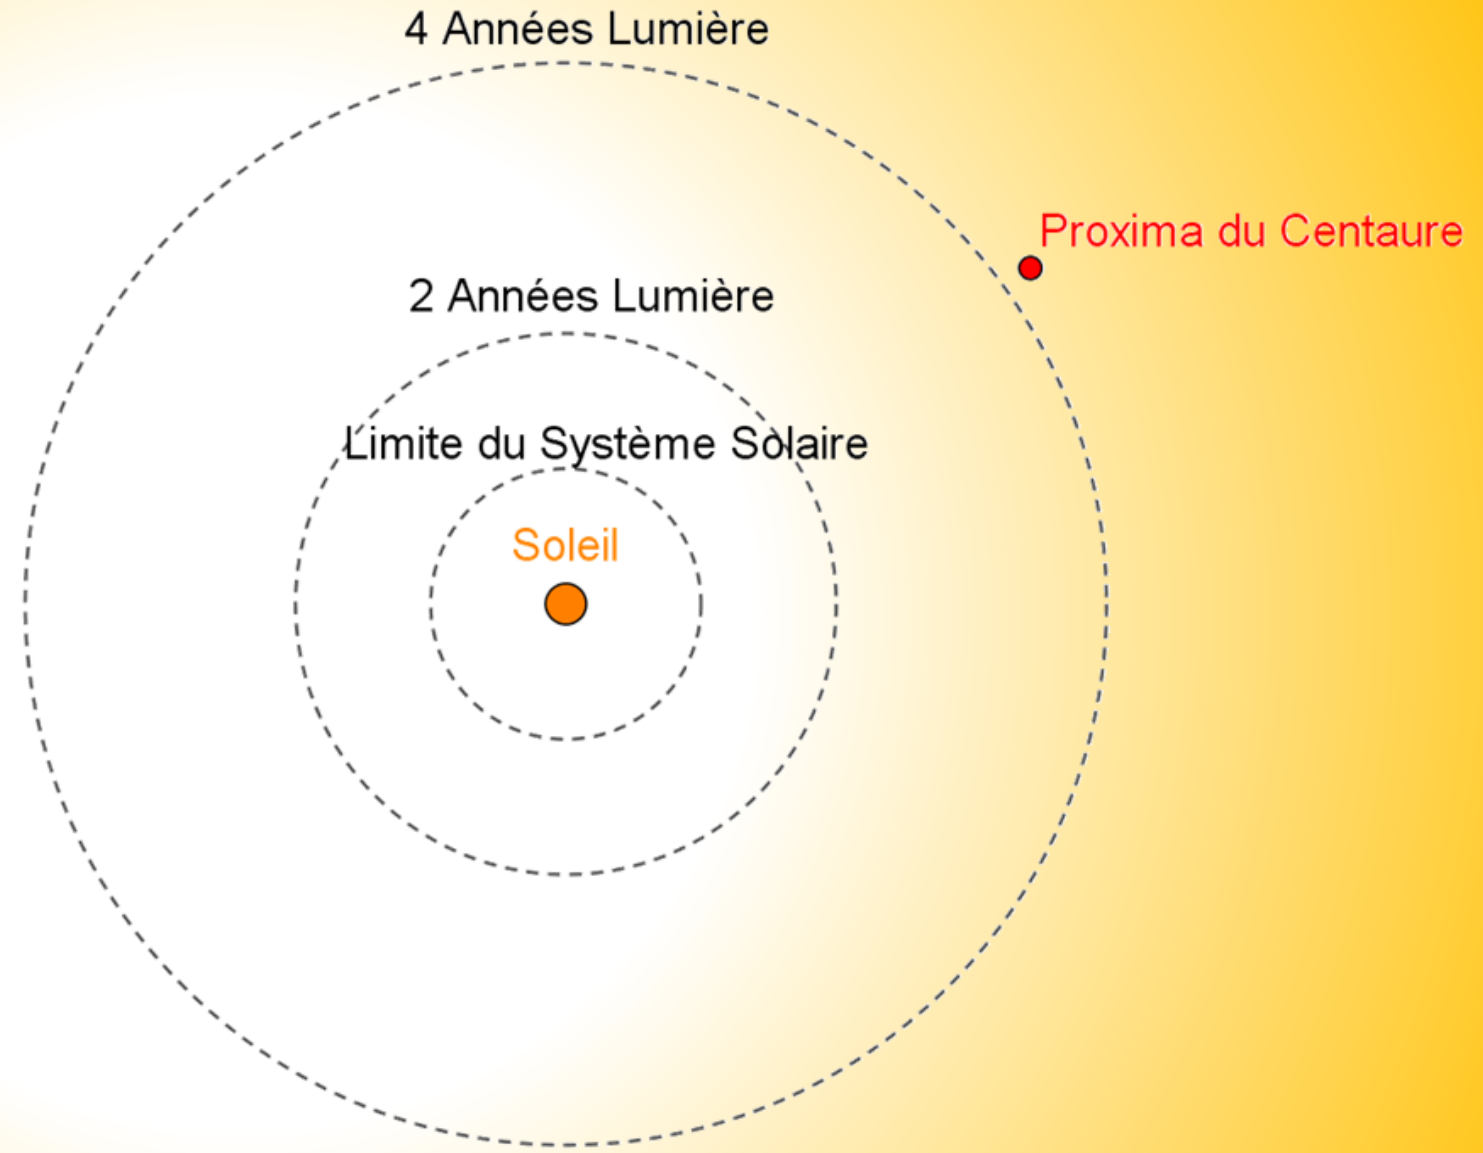 4 Années Lumière
Proxima du Centaure
2 Années Lumière
Limite du Système Solaire
Soleil